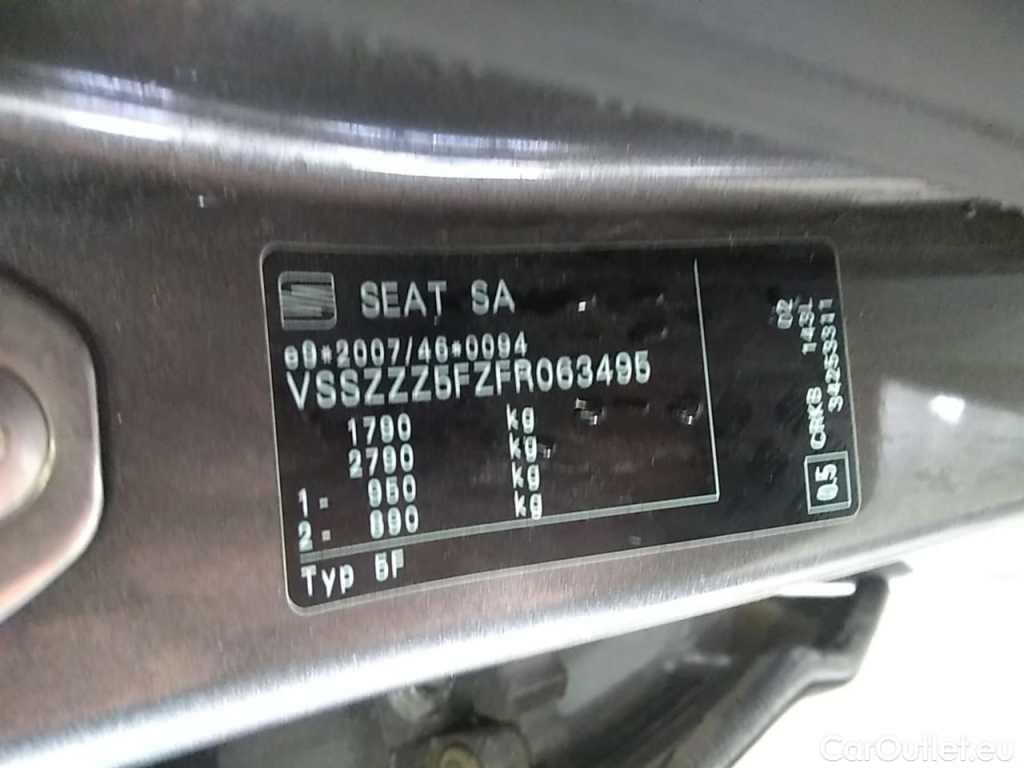 SEAT SA
e9*2007/46*0094
VSSZZZ5FZFR063495
1790 kg
2790 kg
1- 950 kg
2- 890 kg
Typ 5F
02
143L
CRKB 34253311
0.5
CarOutlet.eu